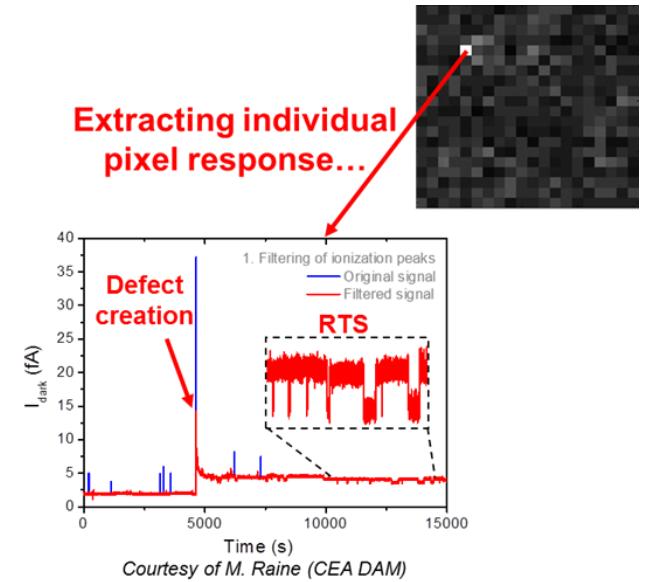 Extracting individual
pixel response…
40
35
30
25
20
15
10
5
0
I_dark (fA)
1. Filtering of ionization peaks
Original signal
Filtered signal
Defect
creation
RTS
0
5000
10000
15000
Time (s)
Courtesy of M. Raine (CEA DAM)